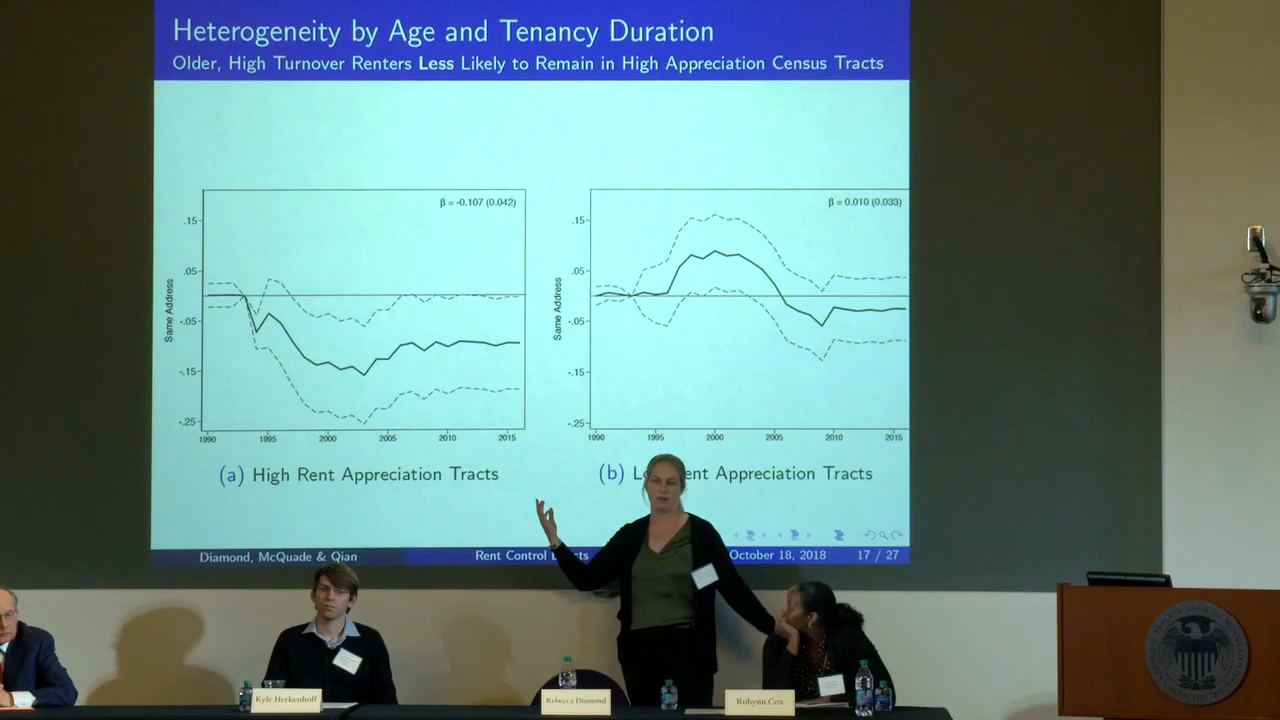 Heterogeneity by Age and Tenancy Duration
Older, High Turnover Renters Less Likely to Remain in High Appreciation Census Tracts
β = -0.107 (0.042)
.15
.05
-.05
-.15
-.25
Same Address
1990 1995 2000 2005 2010 2015
(a) High Rent Appreciation Tracts
β = 0.010 (0.033)
.15
.05
-.05
-.15
-.25
Same Address
1990 1995 2000 2005 2010 2015
(b) L ent Appreciation Tracts
Diamond, McQuade & Qian
Rent Control
October 18, 2018
17 / 27
Kyle Herkenhoff
Rebecca Diamond
Robynn Cox